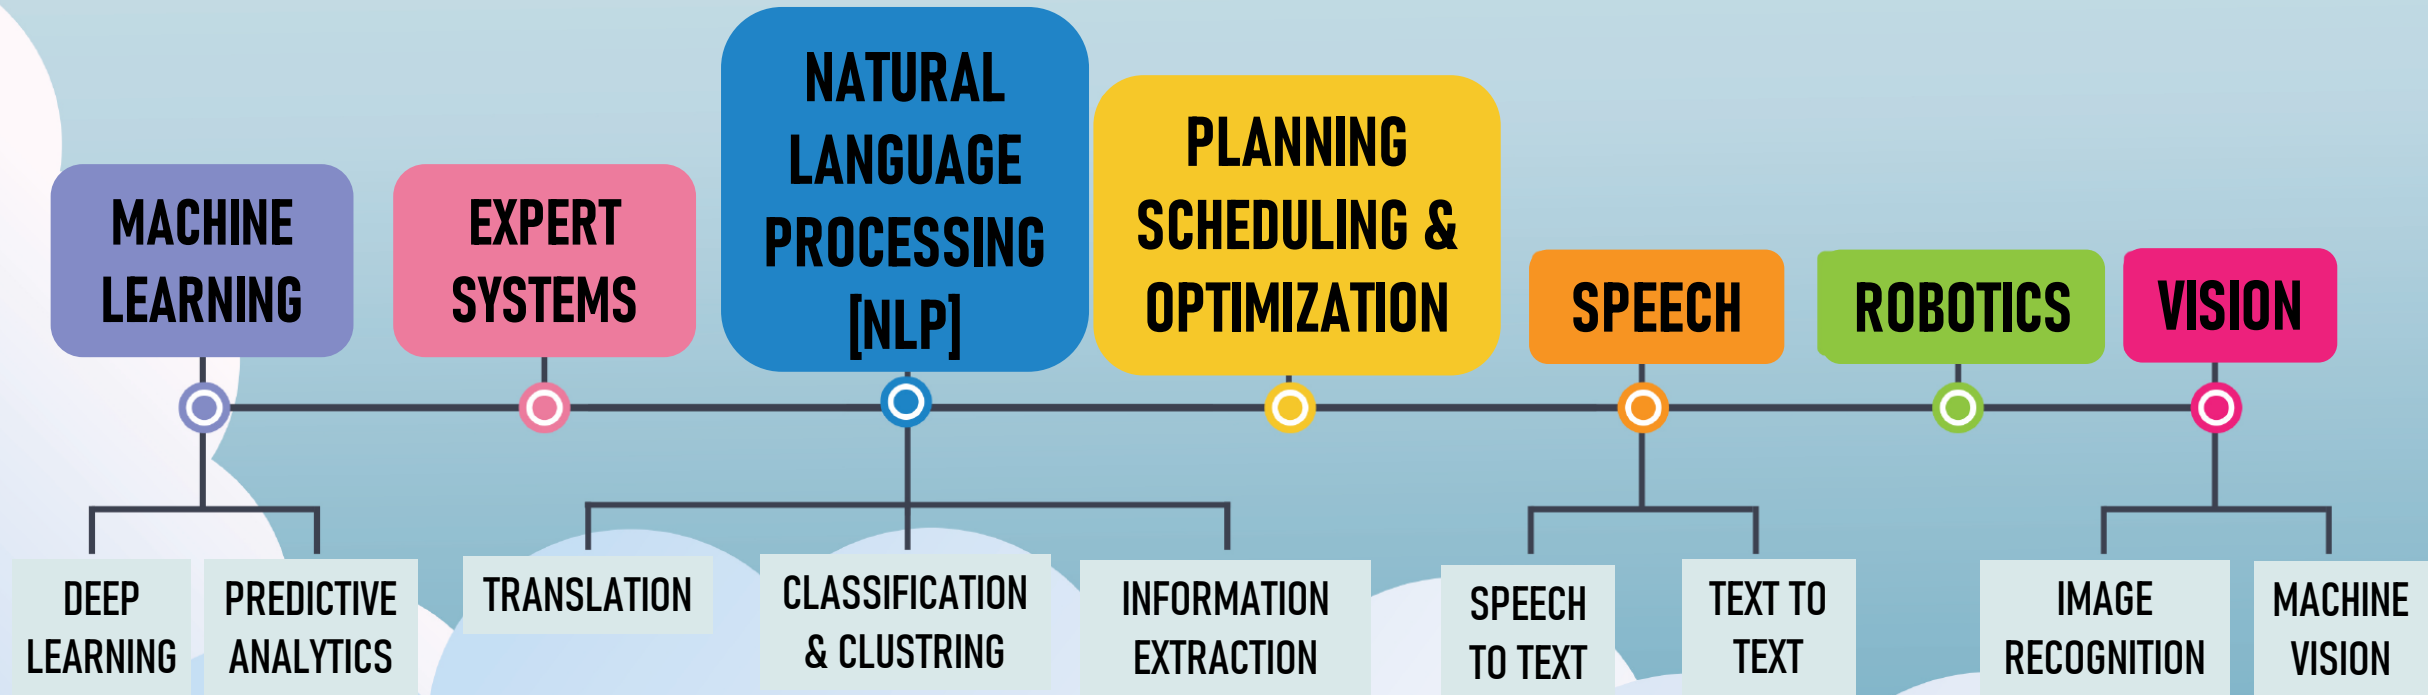 MACHINE
LEARNING
EXPERT
SYSTEMS
NATURAL
LANGUAGE
PROCESSING
[NLP]
PLANNING
SCHEDULING &
OPTIMIZATION
SPEECH
ROBOTICS
VISION
DEEP
LEARNING
PREDICTIVE
ANALYTICS
TRANSLATION
CLASSIFICATION
& CLUSTRING
INFORMATION
EXTRACTION
SPEECH
TO TEXT
TEXT TO
TEXT
IMAGE
RECOGNITION
MACHINE
VISION